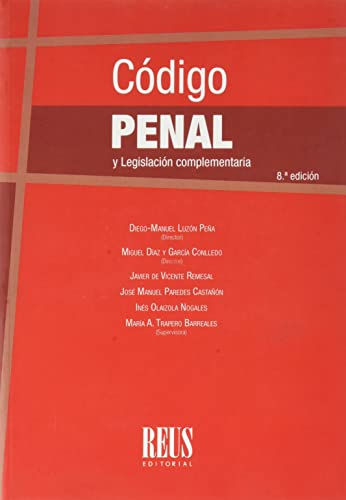 Código
PENAL
y Legislación complementaria
8.ª edición
DIEGO-MANUEL LUZÓN PEÑA
(Director)
MIGUEL DÍAZ Y GARCÍA CONLLEDO
(Director)
JAVIER DE VICENTE REMESAL
JOSÉ MANUEL PAREDES CASTAÑÓN
INÉS OLAIZOLA NOGALES
MARÍA A. TRAPERO BARREALES
(Supervisora)
REUS
EDITORIAL